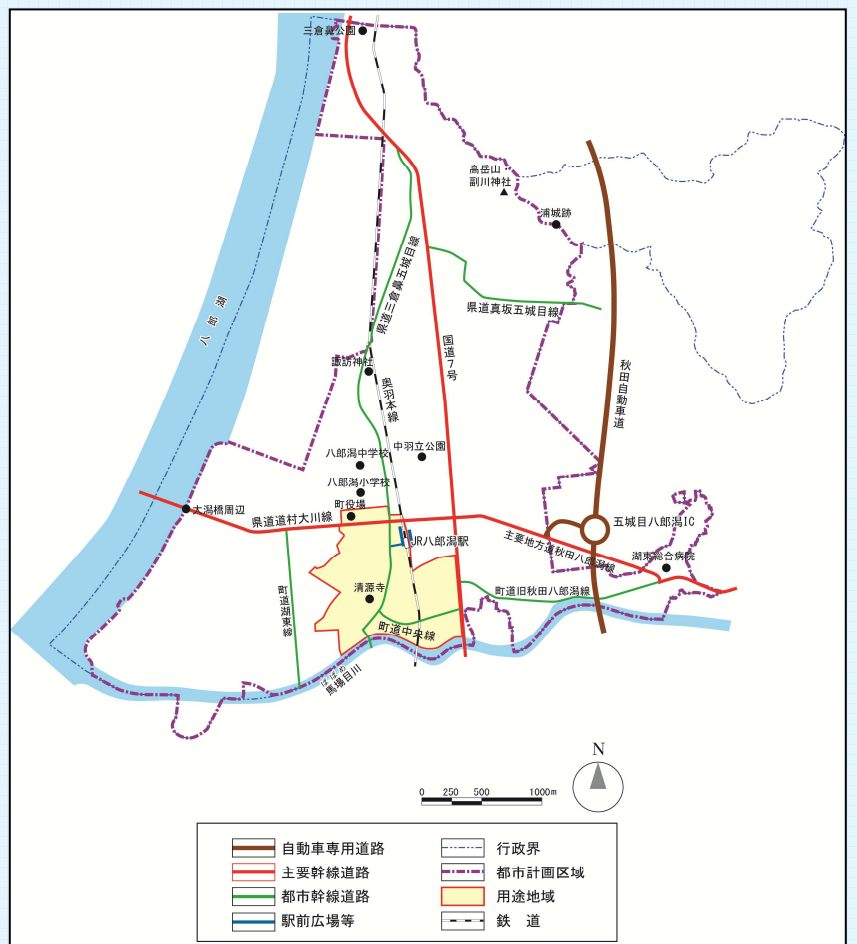 三倉鼻公園
高岳山
副川神社
浦城跡
県道三倉鼻五城目線
県道真坂五城目線
八郎湖
国道7号
諏訪神社
奥羽本線
秋田自動車道
中羽立公園
八郎潟中学校
八郎潟小学校
町役場
大潟橋周辺
県道道村大川線
JR八郎潟駅
主要地方道秋田八郎潟線
五城目八郎潟IC
湖東総合病院
町道湖東線
清源寺
町道旧秋田八郎潟線
町道中央線
ばばめ
馬場目川
N
0 250 500 1000m
自動車専用道路
行政界
主要幹線道路
都市計画区域
都市幹線道路
用途地域
駅前広場等
鉄 道